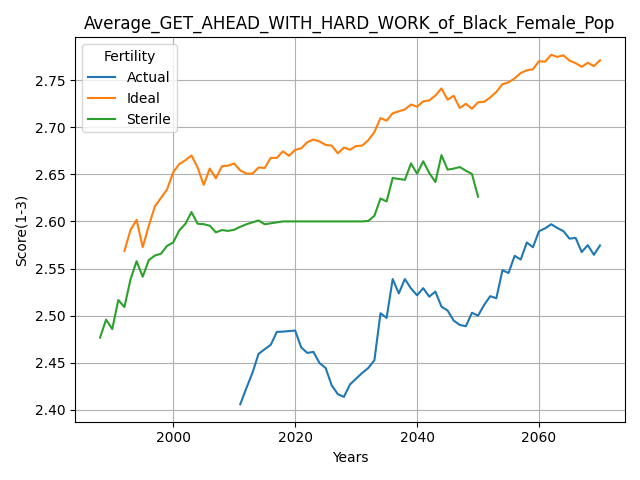 Average_GET_AHEAD_WITH_HARD_WORK_of_Black_Female_Pop
Fertility
Actual
Ideal
Sterile
Score(1-3)
2.75
2.70
2.65
2.60
2.55
2.50
2.45
2.40
2000 2020 2040 2060
Years